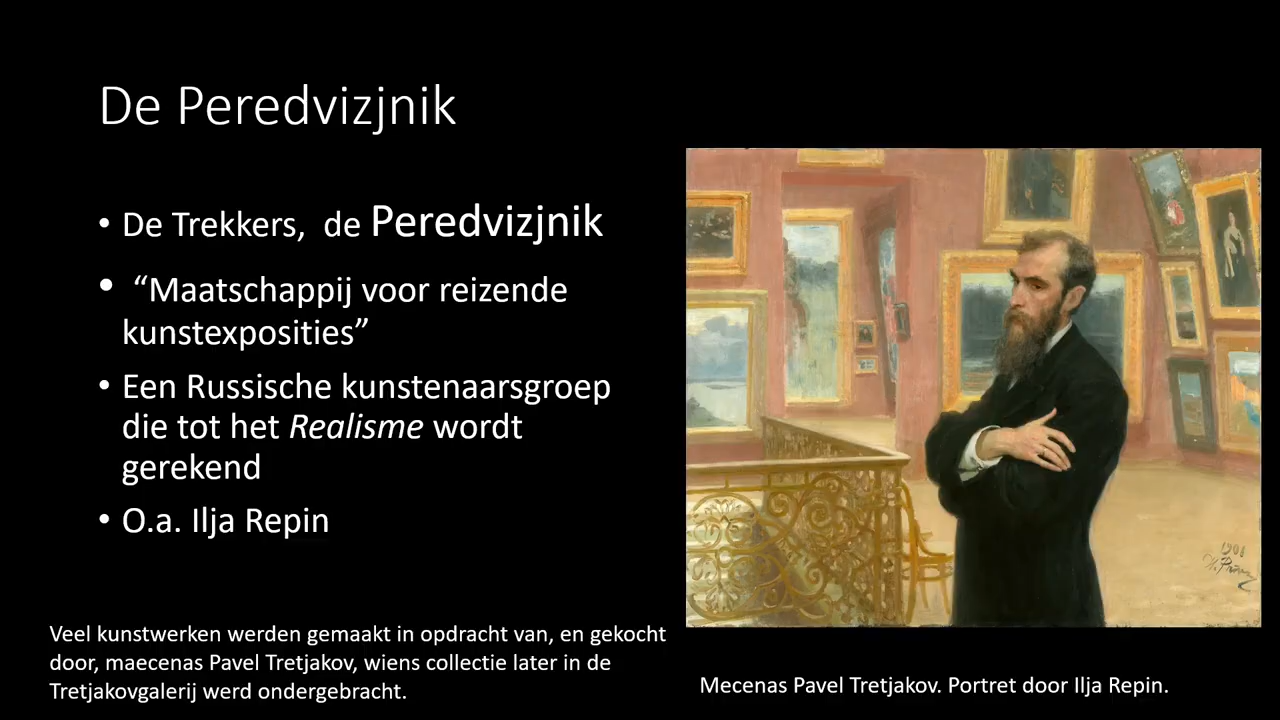 De Peredvizjnik
• De Trekkers, de Peredvizjnik
• “Maatschappij voor reizende
kunstexposities”
• Een Russische kunstenaarsgroep
die tot het Realisme wordt
gerekend
• O.a. Ilja Repin
Veel kunstwerken werden gemaakt in opdracht van, en gekocht
door, maecenas Pavel Tretjakov, wiens collectie later in de
Tretjakovgalerij werd ondergebracht.
1901
Mecenas Pavel Tretjakov. Portret door Ilja Repin.